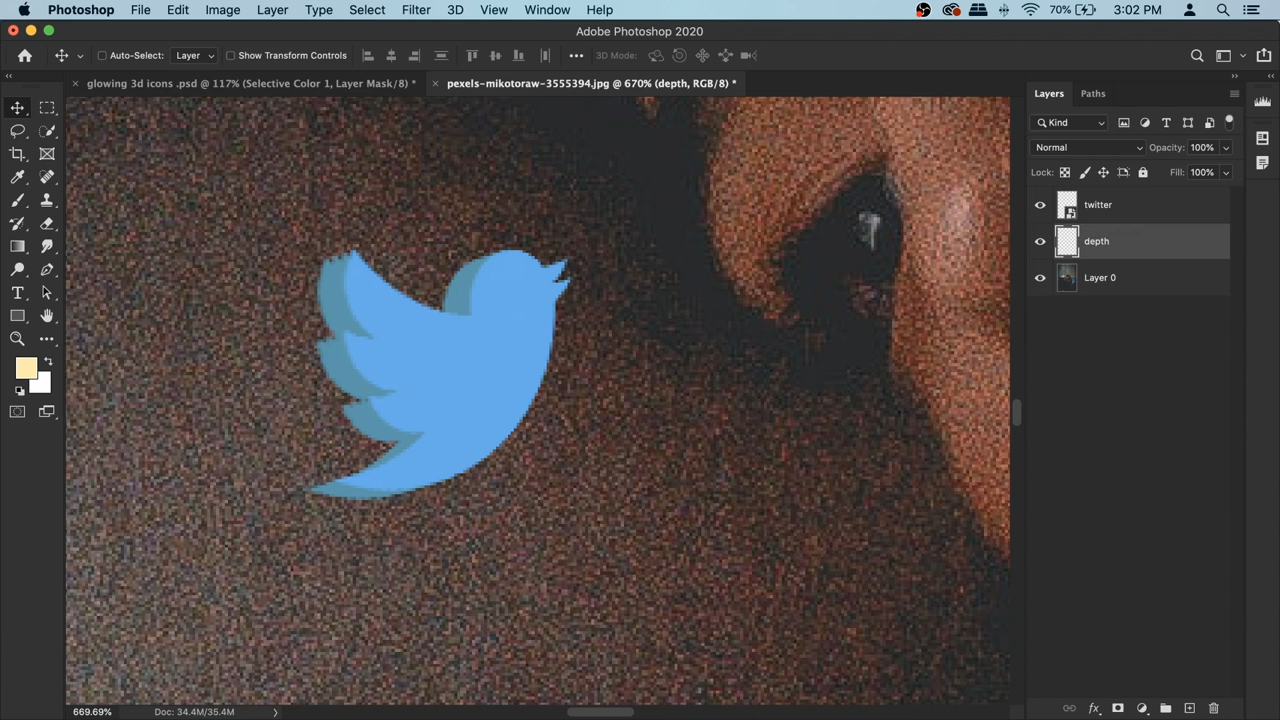 Photoshop File Edit Image Layer Type Select Filter 3D View Window Help 70% 3:02 PM
Adobe Photoshop 2020
Auto-Select: Layer Show Transform Controls 3D Mode:
glowing 3d icons .psd @ 117% (Selective Color 1, Layer Mask/8) * pexels-mikotoraw-3555394.jpg @ 670% (depth, RGB/8) *
Layers Paths
Kind
Normal Opacity: 100%
Lock: Fill: 100%
twitter
depth
Layer 0
669.69% Doc: 34.4M/35.4M